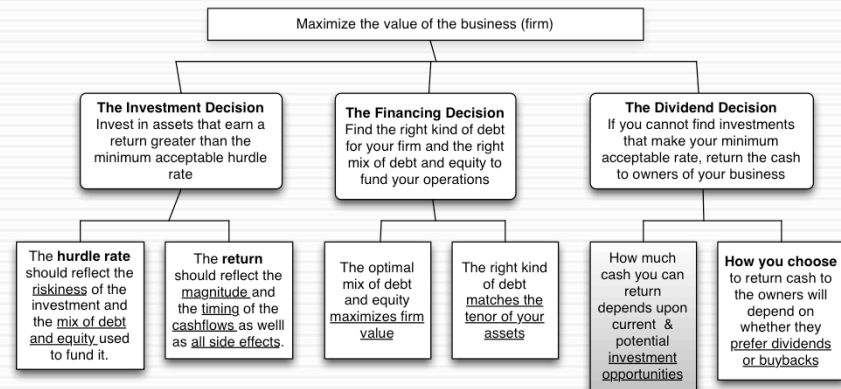 Maximize the value of the business (firm)
The Investment Decision
Invest in assets that earn a
return greater than the
minimum acceptable hurdle
rate
The Financing Decision
Find the right kind of debt
for your firm and the right
mix of debt and equity to
fund your operations
The Dividend Decision
If you cannot find investments
that make your minimum
acceptable rate, return the cash
to owners of your business
The hurdle rate
should reflect the
riskiness of the
investment and
the mix of debt
and equity used
to fund it.
The return
should reflect the
magnitude and
the timing of the
cashflows as welll
as all side effects.
The optimal
mix of debt
and equity
maximizes firm
value
The right kind
of debt
matches the
tenor of your
assets
How much
cash you can
return
depends upon
current &
potential
investment
opportunities
How you choose
to return cash to
the owners will
depend on
whether they
prefer dividends
or buybacks